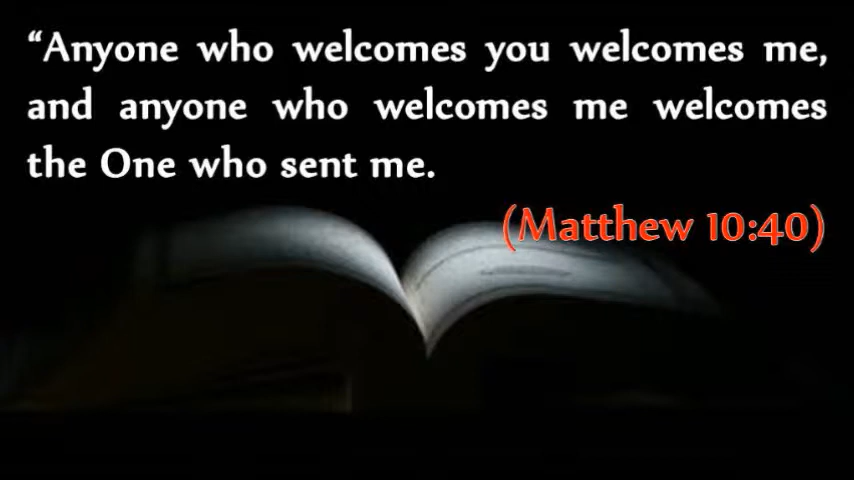 “Anyone who welcomes you welcomes me,
and anyone who welcomes me welcomes
the One who sent me.
(Matthew 10:40)